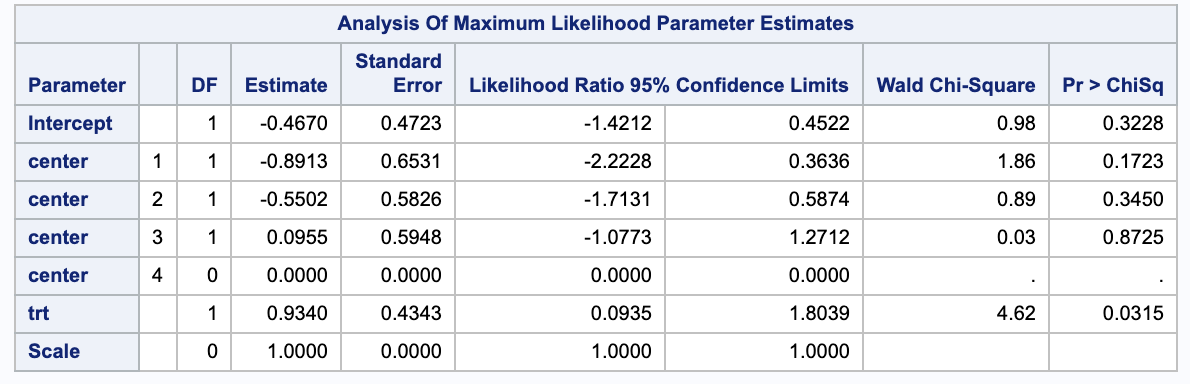 Analysis Of Maximum Likelihood Parameter Estimates
Parameter DF Estimate Standard Error Likelihood Ratio 95% Confidence Limits Wald Chi-Square Pr > ChiSq
Intercept 1 -0.4670 0.4723 -1.4212 0.4522 0.98 0.3228
center 1 1 -0.8913 0.6531 -2.2228 0.3636 1.86 0.1723
center 2 1 -0.5502 0.5826 -1.7131 0.5874 0.89 0.3450
center 3 1 0.0955 0.5948 -1.0773 1.2712 0.03 0.8725
center 4 0 0.0000 0.0000 0.0000 0.0000 . .
trt 1 0.9340 0.4343 0.0935 1.8039 4.62 0.0315
Scale 0 1.0000 0.0000 1.0000 1.0000